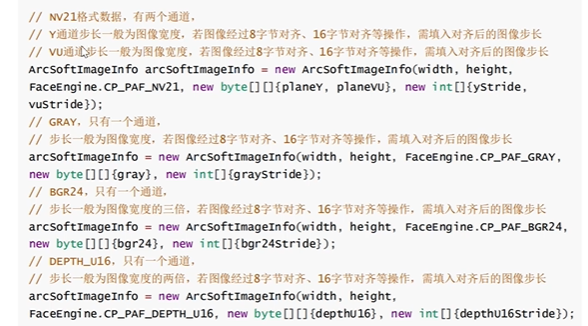 // NV21格式数据，有两个通道，
// Y通道步长一般为图像宽度，若图像经过8字节对齐、16字节对齐等操作，需填入对齐后的图像步长
// VU通道步长一般为图像宽度，若图像经过8字节对齐、16字节对齐等操作，需填入对齐后的图像步长
ArcSoftImageInfo arcSoftImageInfo = new ArcSoftImageInfo(width, height,
FaceEngine.CP_PAF_NV21, new byte[][]{planeY, planeVU}, new int[]{yStride,
vuStride});
// GRAY，只有一个通道，
// 步长一般为图像宽度，若图像经过8字节对齐、16字节对齐等操作，需填入对齐后的图像步长
arcSoftImageInfo = new ArcSoftImageInfo(width, height, FaceEngine.CP_PAF_GRAY,
new byte[][]{gray}, new int[]{grayStride});
// BGR24，只有一个通道，
// 步长一般为图像宽度的三倍，若图像经过8字节对齐、16字节对齐等操作，需填入对齐后的图像步长
arcSoftImageInfo = new ArcSoftImageInfo(width, height, FaceEngine.CP_PAF_BGR24,
new byte[][]{bgr24}, new int[]{bgr24Stride});
// DEPTH_U16，只有一个通道，
// 步长一般为图像宽度的两倍，若图像经过8字节对齐、16字节对齐等操作，需填入对齐后的图像步长
arcSoftImageInfo = new ArcSoftImageInfo(width, height,
FaceEngine.CP_PAF_DEPTH_U16, new byte[][]{depthU16}, new int[]{depthU16Stride});